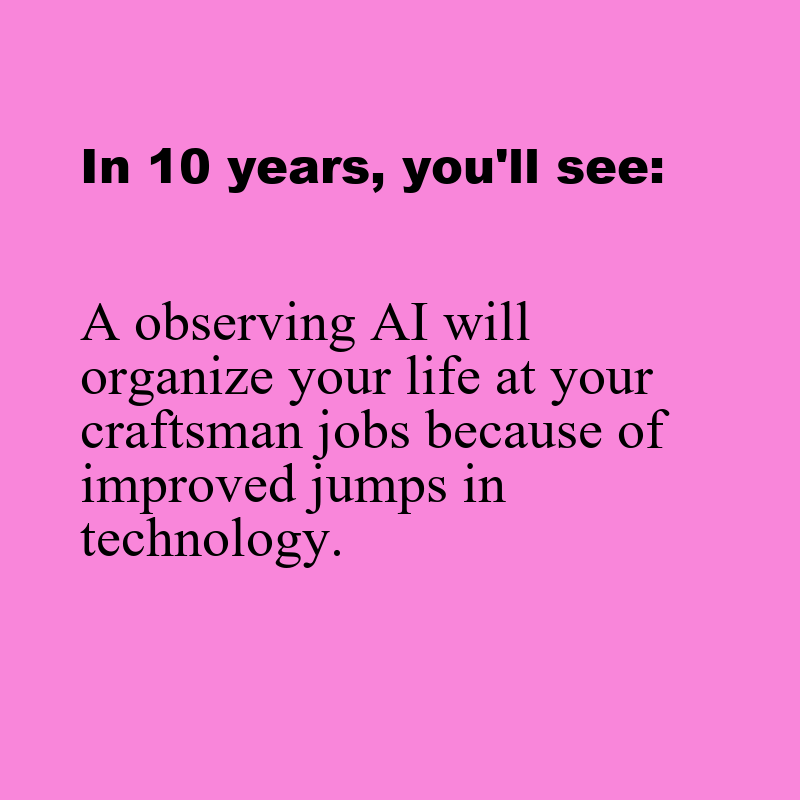 In 10 years, you'll see:
A observing AI will
organize your life at your
craftsman jobs because of
improved jumps in
technology.